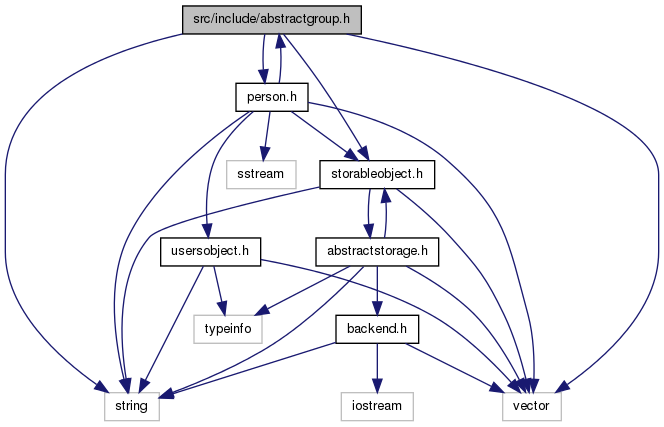 src/include/abstractgroup.h
person.h
sstream
storableobject.h
usersobject.h
abstractstorage.h
typeinfo
backend.h
string
iostream
vector